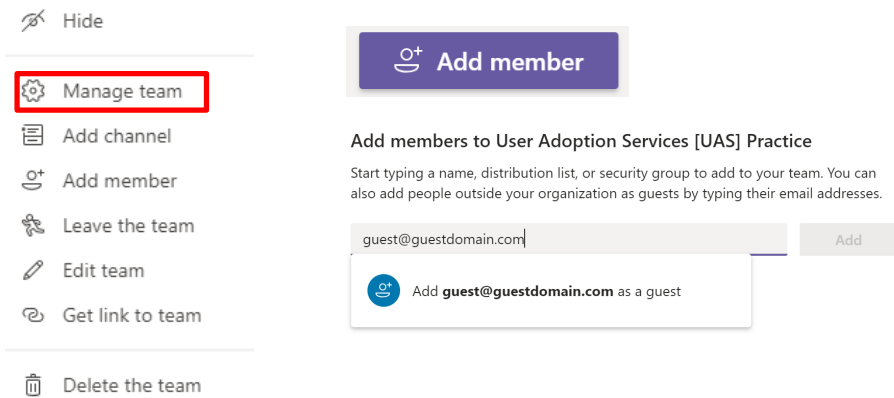 Hide
Manage team
Add channel
Add member
Leave the team
Edit team
Get link to team
Delete the team
Add member
Add members to User Adoption Services [UAS] Practice
Start typing a name, distribution list, or security group to add to your team. You can
also add people outside your organization as guests by typing their email addresses.
guest@guestdomain.com
Add
Add guest@guestdomain.com as a guest